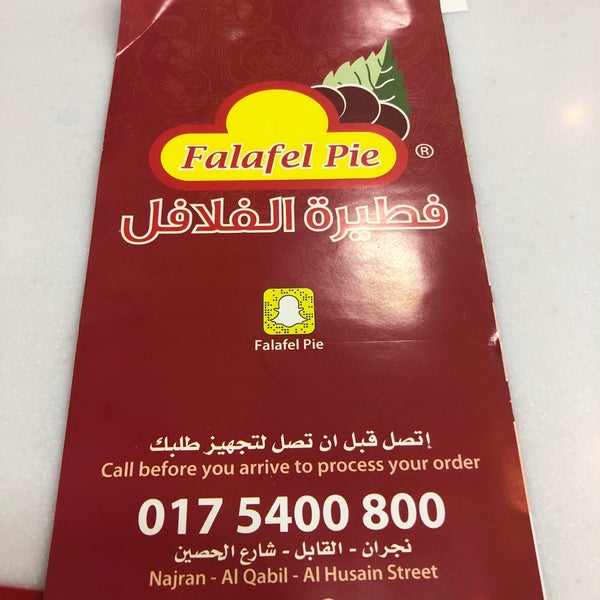 Falafel Pie
®
فطيرة الفلافل
Falafel Pie
إتصل قبل ان تصل لتجهيز طلبك
Call before you arrive to process your order
017 5400 800
نجران - القابل - شارع الحصين
Najran - Al Qabil - Al Husain Street